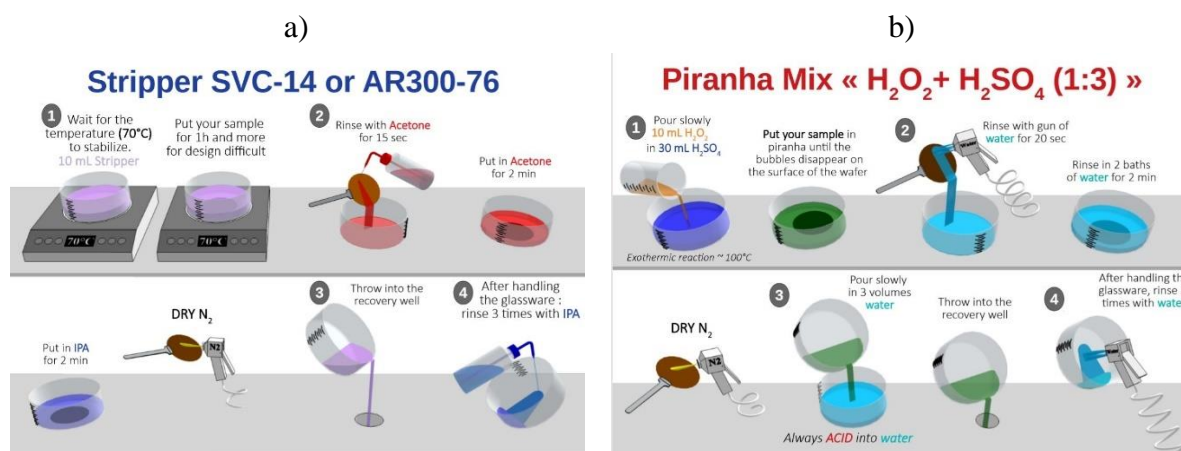 a)
Stripper SVC-14 or AR300-76
1
Wait for the
temperature (70°C)
to stabilize.
10 mL Stripper
Put your sample
for 1h and more
for design difficult
70°C
70°C
2
Rinse with Acetone
for 15 sec
Put in Acetone
for 2 min
Put in IPA
for 2 min
DRY N₂
N2
3
Throw into the
recovery well
4
After handling
the glassware :
rinse 3 times with IPA
b)
Piranha Mix « H₂O₂+ H₂SO₄ (1:3) »
1
Pour slowly
10 mL H₂O₂
in 30 mL H₂SO₄
Exothermic reaction ~ 100°C
Put your sample in
piranha until the
bubbles disappear on
the surface of the wafer
2
Rinse with gun of
water for 20 sec
Water
Rinse in 2 baths
of water for 2 min
DRY N₂
N2
3
Pour slowly
in 3 volumes
water
Always ACID into water
Throw into the
recovery well
4
After handling th
glassware, rinse
times with wate